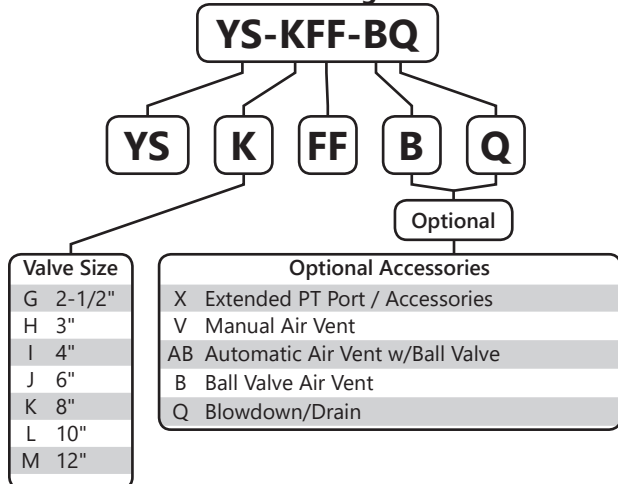 YS-KFF-BQ
YS K FF B Q
Optional
Valve Size
G 2-1/2"
H 3"
I 4"
J 6"
K 8"
L 10"
M 12"
Optional Accessories
X Extended PT Port / Accessories
V Manual Air Vent
AB Automatic Air Vent w/Ball Valve
B Ball Valve Air Vent
Q Blowdown/Drain